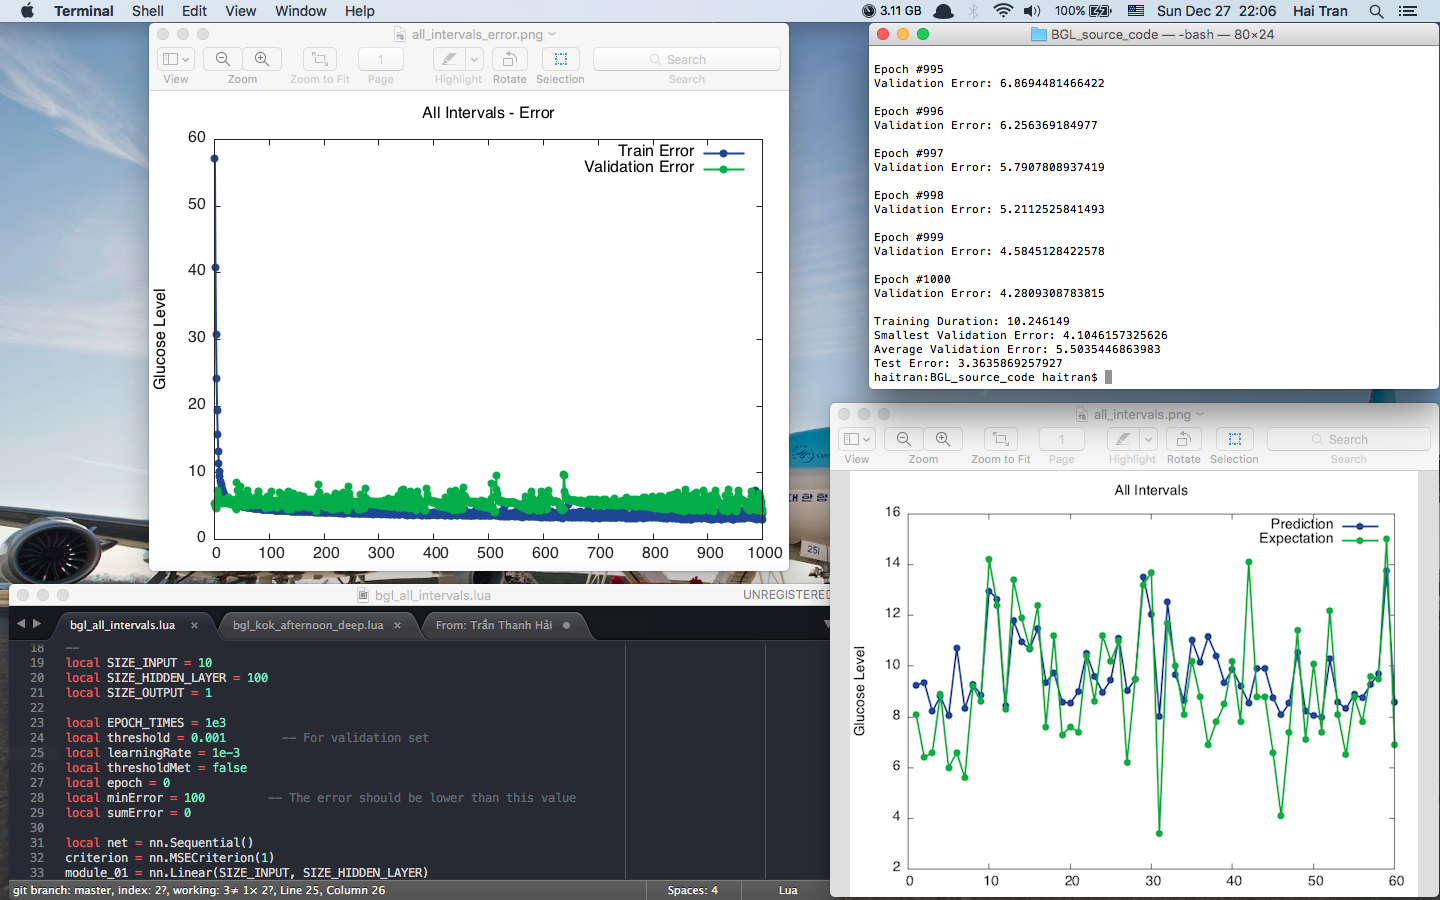 Terminal Shell Edit View Window Help 3.11 GB 100% Sun Dec 27 22:06 Hai Tran
all_intervals_error.png
1
Search
View Zoom Zoom to Fit Page Highlight Rotate Selection Search
All Intervals - Error
Train Error
Validation Error
Glucose Level
60
50
40
30
20
10
0
0 100 200 300 400 500 600 700 800 900 1000
BGL_source_code — -bash — 80×24
Epoch #995
Validation Error: 6.8694481466422
Epoch #996
Validation Error: 6.256369184977
Epoch #997
Validation Error: 5.7907808937419
Epoch #998
Validation Error: 5.2112525841493
Epoch #999
Validation Error: 4.5845128422578
Epoch #1000
Validation Error: 4.2809308783815
Training Duration: 10.246149
Smallest Validation Error: 4.1046157325626
Average Validation Error: 5.5035446863983
Test Error: 3.3635869257927
haitran:BGL_source_code haitran$
대한항
251
bgl_all_intervals.lua UNREGISTERED
bgl_all_intervals.lua × bgl_kok_afternoon_deep.lua × From: Trần Thanh Hải
18 --
19 local SIZE_INPUT = 10
20 local SIZE_HIDDEN_LAYER = 100
21 local SIZE_OUTPUT = 1
22
23 local EPOCH_TIMES = 1e3
24 local threshold = 0.001 -- For validation set
25 local learningRate = 1e-3
26 local thresholdMet = false
27 local epoch = 0
28 local minError = 100 -- The error should be lower than this value
29 local sumError = 0
30
31 local net = nn.Sequential()
32 criterion = nn.MSECriterion(1)
33 module_01 = nn.Linear(SIZE_INPUT, SIZE_HIDDEN_LAYER)
git branch: master, index: 2?, working: 3≠ 1× 2?, Line 25, Column 26 Spaces: 4 Lua
all_intervals.png
1
Search
View Zoom Zoom to Fit Page Highlight Rotate Selection Search
All Intervals
Prediction
Expectation
Glucose Level
16
14
12
10
8
6
4
2
0 10 20 30 40 50 60